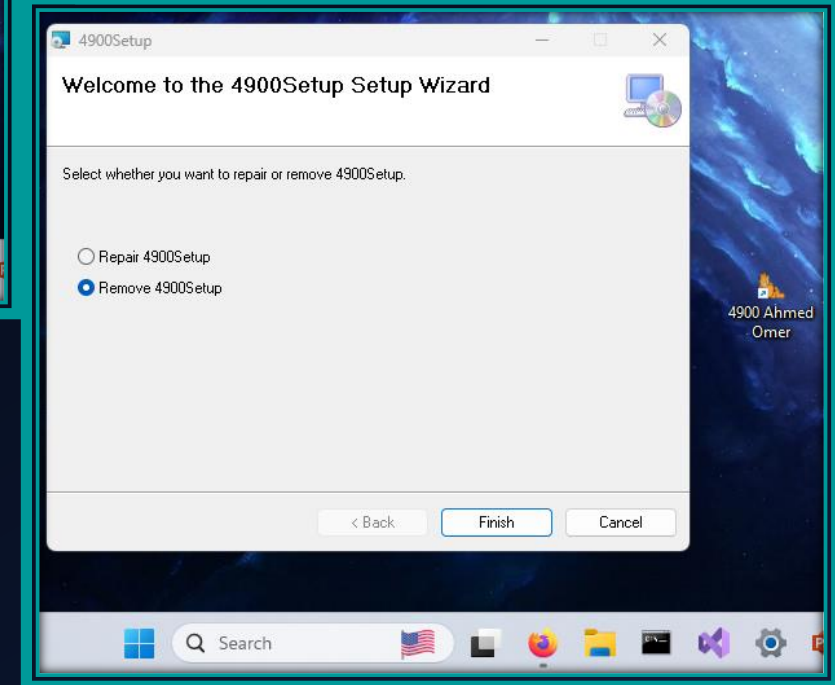 4900Setup
Welcome to the 4900Setup Setup Wizard
Select whether you want to repair or remove 4900Setup.
Repair 4900Setup
Remove 4900Setup
4900 Ahmed
Omer
< Back
Finish
Cancel
Search